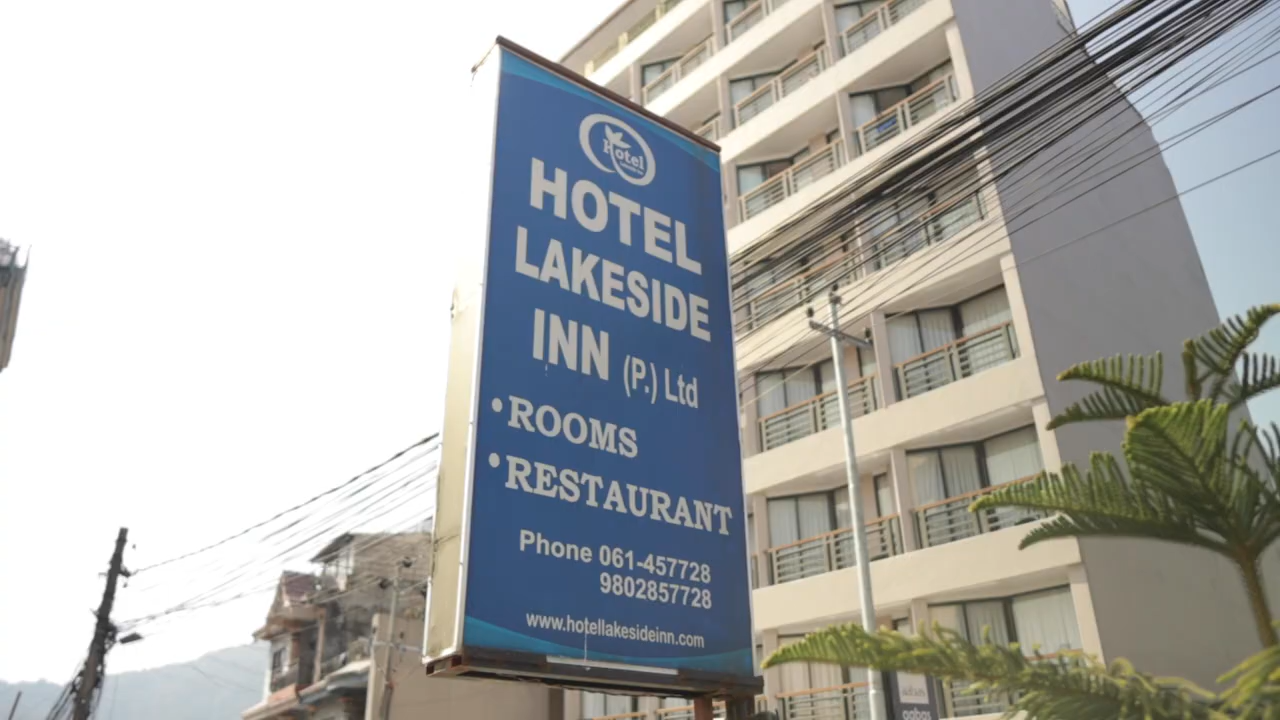 Hotel
HOTEL
LAKESIDE
INN (P.) Ltd
• ROOMS
• RESTAURANT
Phone 061-457728
9802857728
www.hotellakesideinn.com